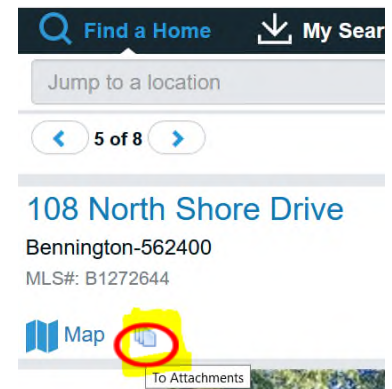 Find a Home My Sear
Jump to a location
5 of 8
108 North Shore Drive
Bennington-562400
MLS#: B1272644
Map
To Attachments